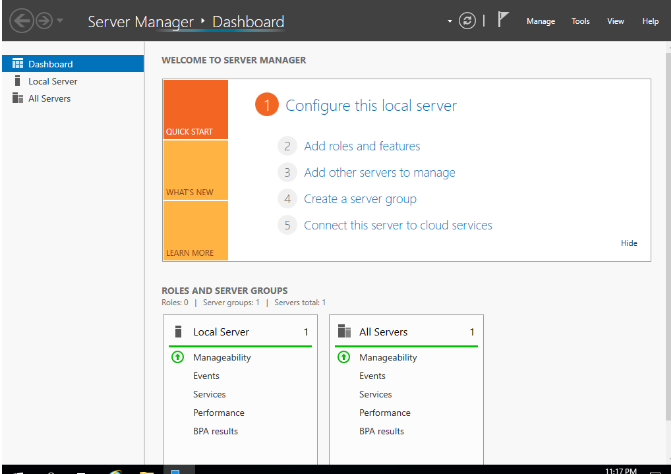 Server Manager • Dashboard
Manage Tools View Help
Dashboard
Local Server
All Servers
WELCOME TO SERVER MANAGER
QUICK START
WHAT'S NEW
LEARN MORE
1 Configure this local server
2 Add roles and features
3 Add other servers to manage
4 Create a server group
5 Connect this server to cloud services
Hide
ROLES AND SERVER GROUPS
Roles: 0 | Server groups: 1 | Servers total: 1
Local Server 1
Manageability
Events
Services
Performance
BPA results
All Servers 1
Manageability
Events
Services
Performance
BPA results
11:17 PM